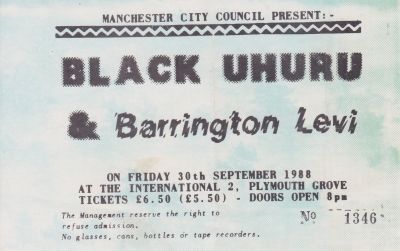 MANCHESTER CITY COUNCIL PRESENT:-
BLACK UHURU
& Barrington Levi
ON FRIDAY 30th SEPTEMBER 1988
AT THE INTERNATIONAL 2, PLYMOUTH GROVE
TICKETS £6.50 (£5.50) - DOORS OPEN 8pm
The Management reserve the right to
refuse admission.
No glasses, cans, bottles or tape recorders.
No 1346